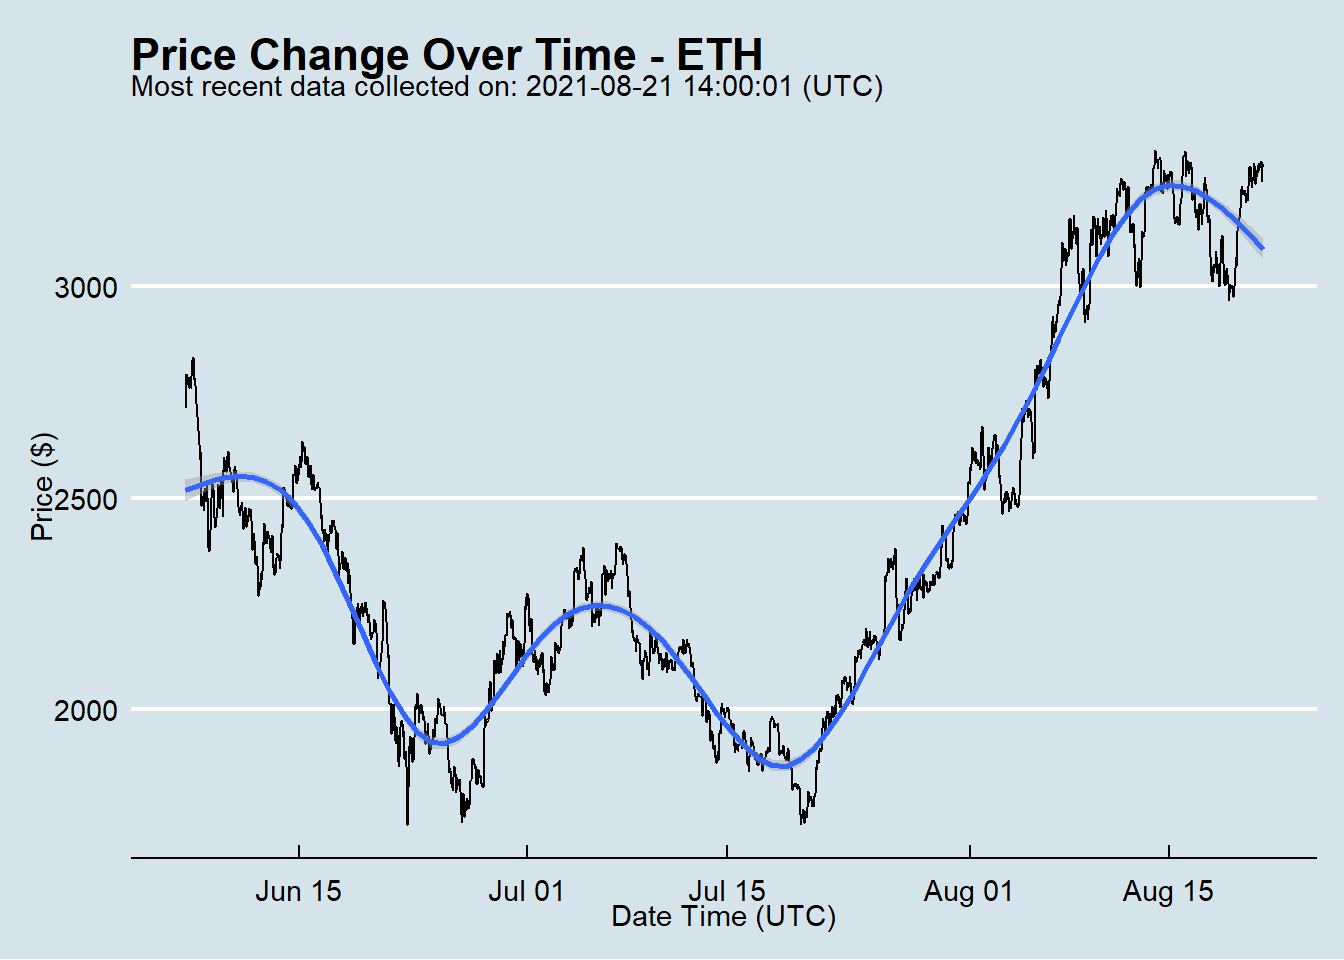 Price Change Over Time - ETH
Most recent data collected on: 2021-08-21 14:00:01 (UTC)
Price ($)
3000
2500
2000
Jun 15
Jul 01
Jul 15
Aug 01
Aug 15
Date Time (UTC)